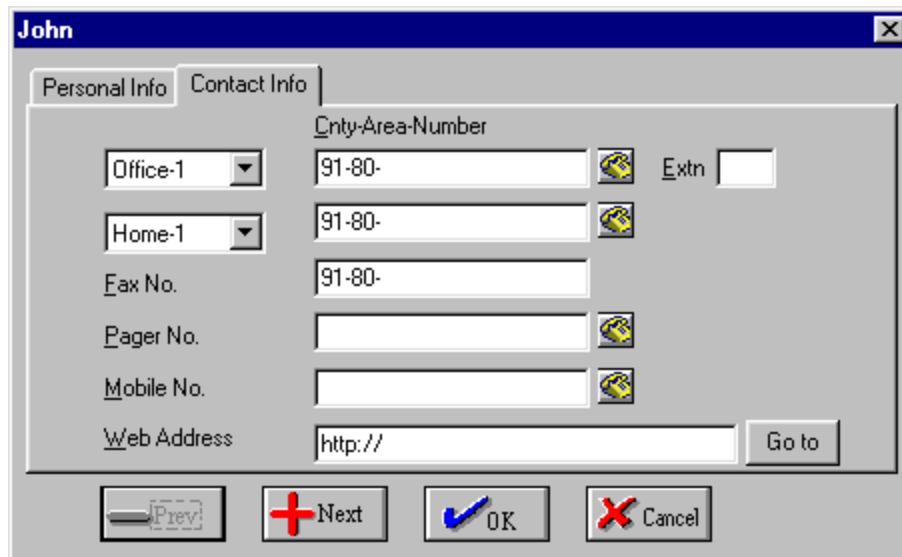 John
Personal Info Contact Info
Cnty-Area-Number
Office-1 91-80- Extn
Home-1 91-80-
Fax No. 91-80-
Pager No.
Mobile No.
Web Address http:// Go to
Prev Next OK Cancel